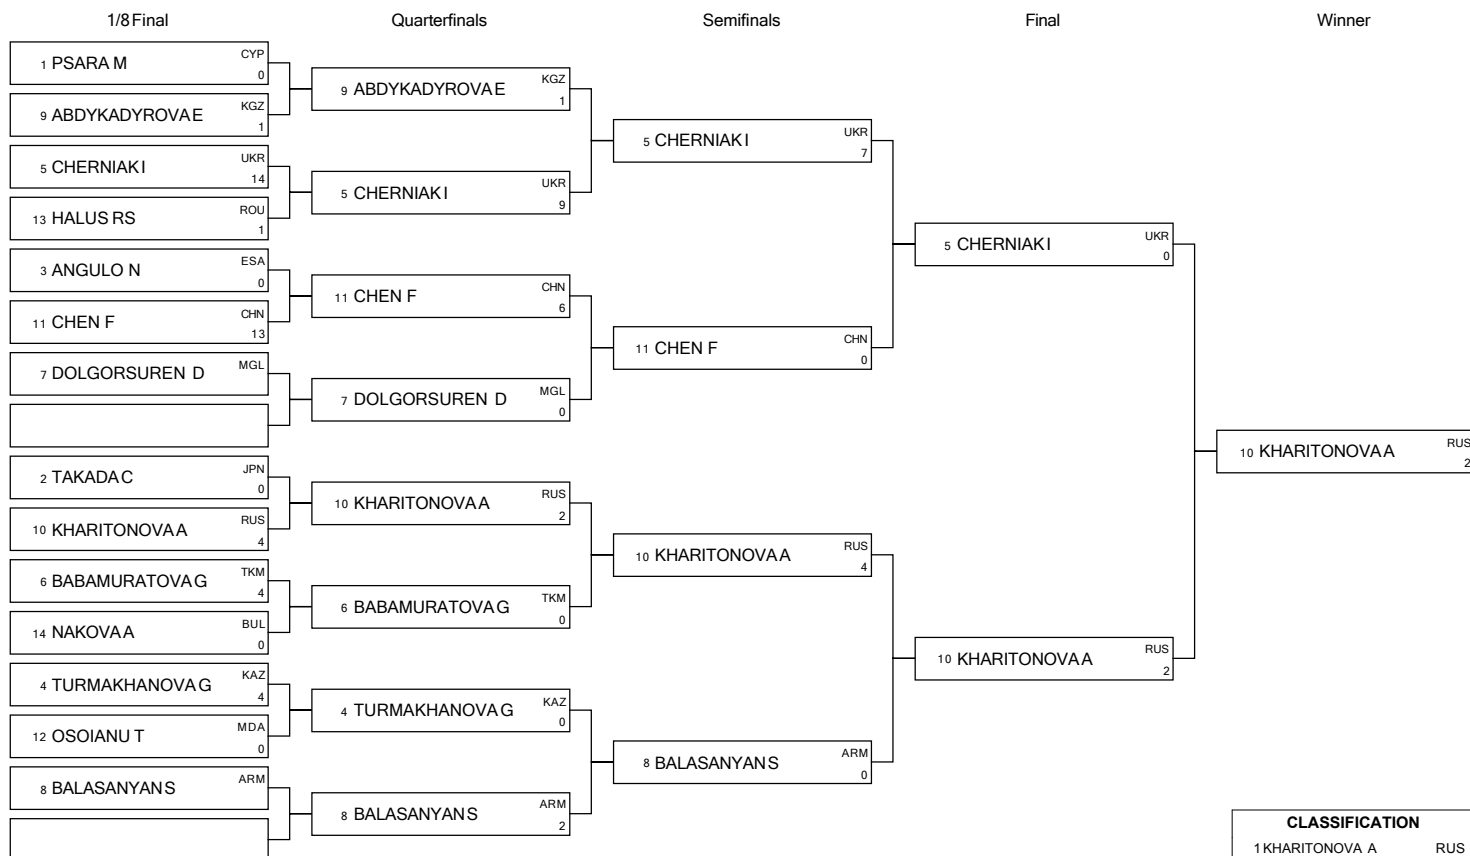 1/8 Final Quarterfinals Semifinals Final Winner
1 PSARA M CYP 0
9 ABDYKADYROVA E KGZ 1
5 CHERNIAK I UKR 14
13 HALUS RS ROU 1
3 ANGULO N ESA 0
11 CHEN F CHN 13
7 DOLGORSUREN D MGL
2 TAKADA C JPN 0
10 KHARITONOVA A RUS 4
6 BABAMURATOVA G TKM 4
14 NAKOVA A BUL 0
4 TURMAKHANOVA G KAZ 4
12 OSOIANU T MDA 0
8 BALASANYAN S ARM
9 ABDYKADYROVA E KGZ 1
5 CHERNIAK I UKR 9
11 CHEN F CHN 6
7 DOLGORSUREN D MGL 0
10 KHARITONOVA A RUS 2
6 BABAMURATOVA G TKM 0
4 TURMAKHANOVA G KAZ 0
8 BALASANYAN S ARM 2
5 CHERNIAK I UKR 7
11 CHEN F CHN 0
10 KHARITONOVA A RUS 4
8 BALASANYAN S ARM 0
5 CHERNIAK I UKR 0
10 KHARITONOVA A RUS 2
10 KHARITONOVA A RUS 2
CLASSIFICATION
1 KHARITONOVA A RUS